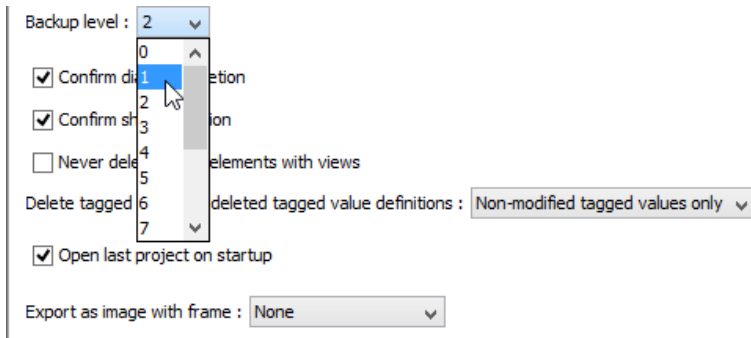 Backup level : 2
0
Confirm di 1 etion
2
Confirm sh 3 ion
4
Never dele elements with views
5
Delete tagged 6 deleted tagged value definitions : Non-modified tagged values only
7
Open last project on startup
Export as image with frame : None